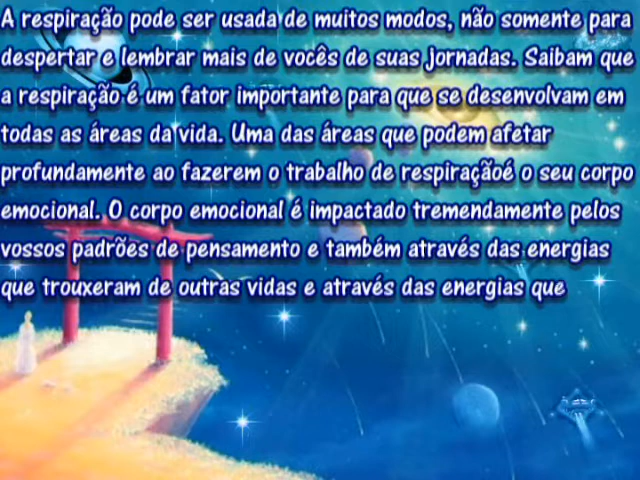 A respiração pode ser usada de muitos modos, não somente para
despertar e lembrar mais de vocês de suas jornadas. Saibam que
a respiração é um fator importante para que se desenvolvam em
todas as áreas da vida. Uma das áreas que podem afetar
profundamente ao fazerem o trabalho de respiraçãoé o seu corpo
emocional. O corpo emocional é impactado tremendamente pelos
vossos padrões de pensamento e também através das energias
que trouxeram de outras vidas e através das energias que